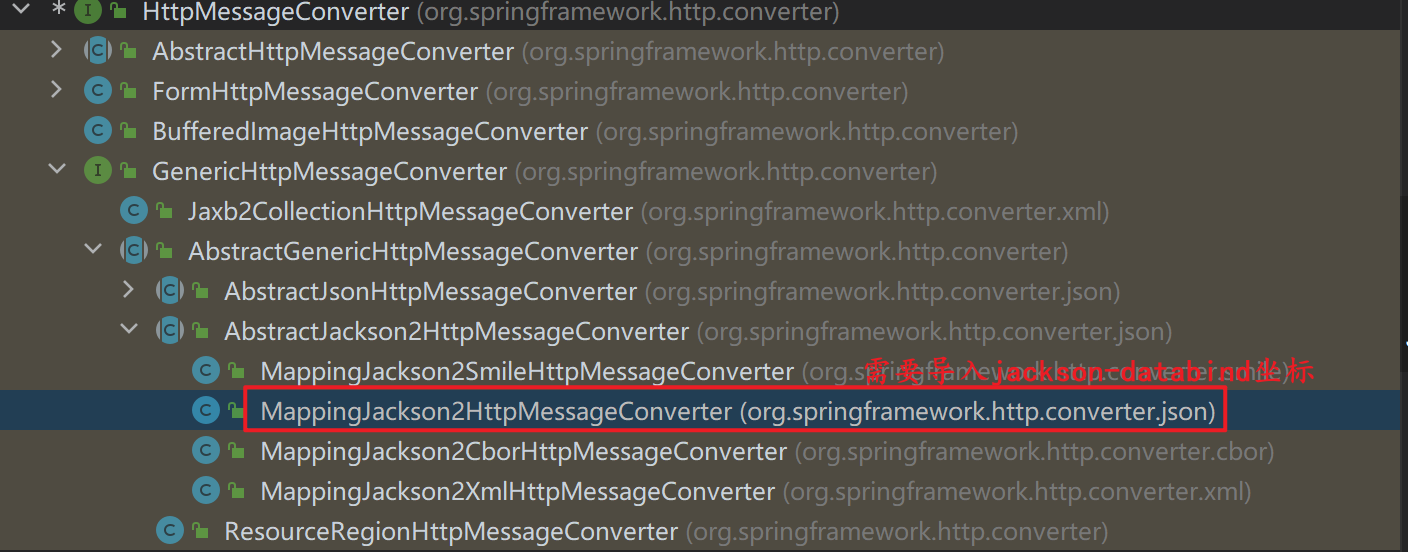 HttpMessageConverter (org.springframework.http.converter)
AbstractHttpMessageConverter (org.springframework.http.converter)
FormHttpMessageConverter (org.springframework.http.converter)
BufferedImageHttpMessageConverter (org.springframework.http.converter)
GenericHttpMessageConverter (org.springframework.http.converter)
Jaxb2CollectionHttpMessageConverter (org.springframework.http.converter.xml)
AbstractGenericHttpMessageConverter (org.springframework.http.converter)
AbstractJsonHttpMessageConverter (org.springframework.http.converter.json)
AbstractJackson2HttpMessageConverter (org.springframework.http.converter.json)
MappingJackson2SmileHttpMessageConverter (org.springframework.http.converter.smile)
需要导入jackson-databind坐标
MappingJackson2HttpMessageConverter (org.springframework.http.converter.json)
MappingJackson2CborHttpMessageConverter (org.springframework.http.converter.cbor)
MappingJackson2XmlHttpMessageConverter (org.springframework.http.converter.xml)
ResourceRegionHttpMessageConverter (org.springframework.http.converter)